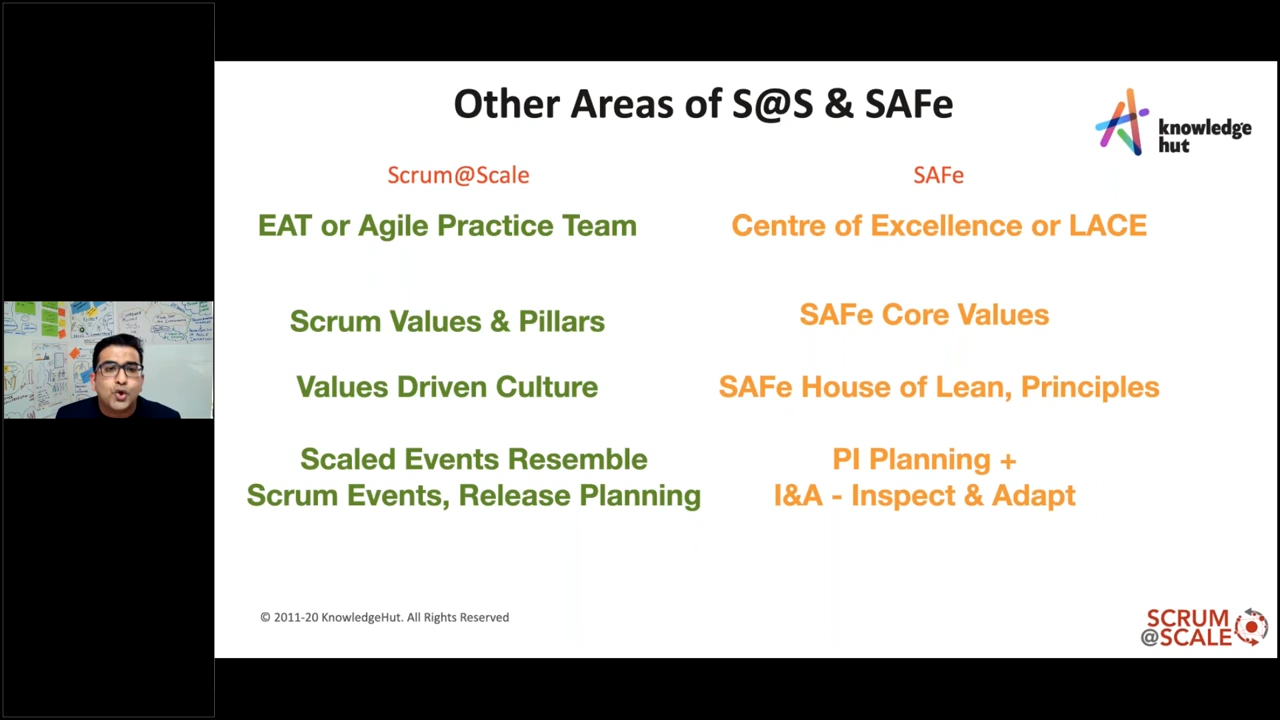 Other Areas of S@S & SAFe
knowledge
hut
Scrum@Scale
SAFe
EAT or Agile Practice Team
Centre of Excellence or LACE
Scrum Values & Pillars
SAFe Core Values
Values Driven Culture
SAFe House of Lean, Principles
Scaled Events Resemble
Scrum Events, Release Planning
PI Planning +
I&A - Inspect & Adapt
© 2011-20 KnowledgeHut. All Rights Reserved
SCRUM
@SCALE